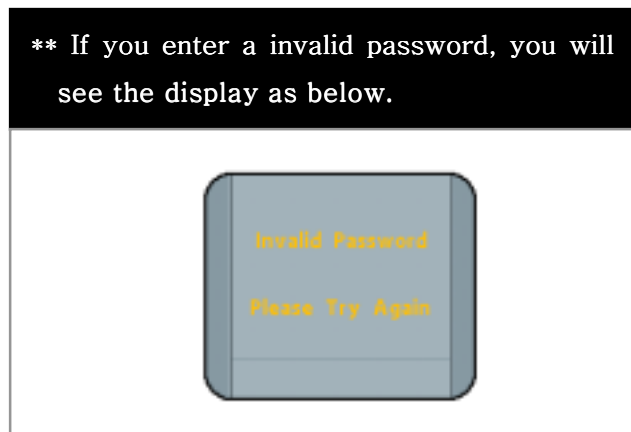 ** If you enter a invalid password, you will
see the display as below.
Invalid Password
Please Try Again